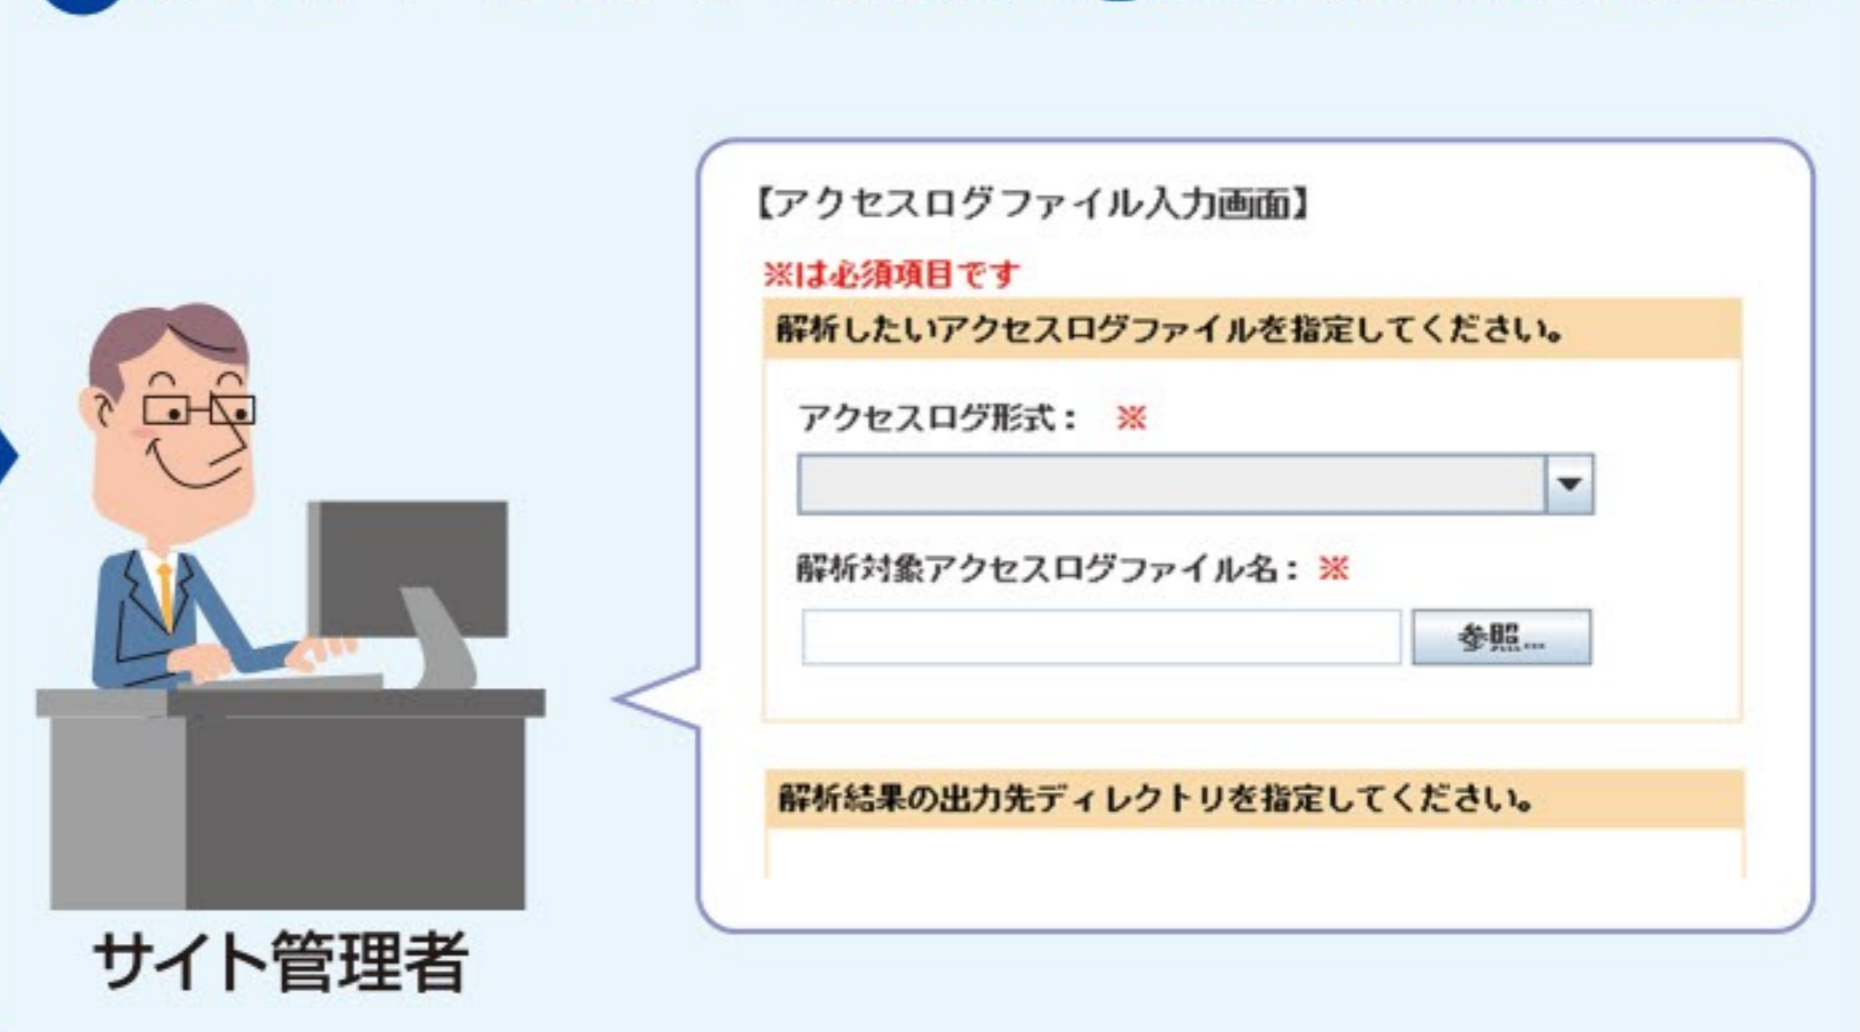 【アクセスログファイル入力画面】
※は必須項目です
解析したいアクセスログファイルを指定してください。
アクセスログ形式： ※
解析対象アクセスログファイル名：※
参照...
解析結果の出力先ディレクトリを指定してください。
サイト管理者